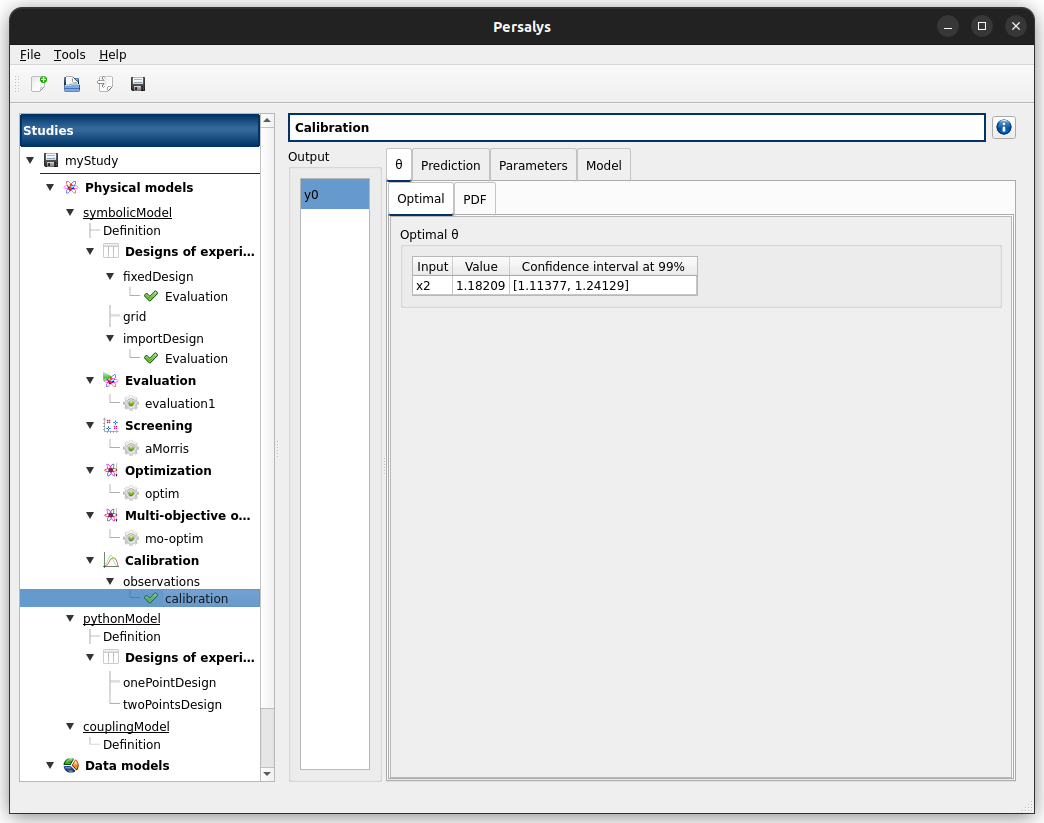 Persalys
File Tools Help
Studies
myStudy
Physical models
symbolicModel
Definition
Designs of experi...
fixedDesign
Evaluation
grid
importDesign
Evaluation
Evaluation
evaluation1
Screening
aMorris
Optimization
optim
Multi-objective o...
mo-optim
Calibration
observations
calibration
pythonModel
Definition
Designs of experi...
onePointDesign
twoPointsDesign
couplingModel
Definition
Data models
Calibration
Output
y0
θ Prediction Parameters Model
Optimal PDF
Optimal θ
Input Value Confidence interval at 99%
x2 1.18209 [1.11377, 1.24129]